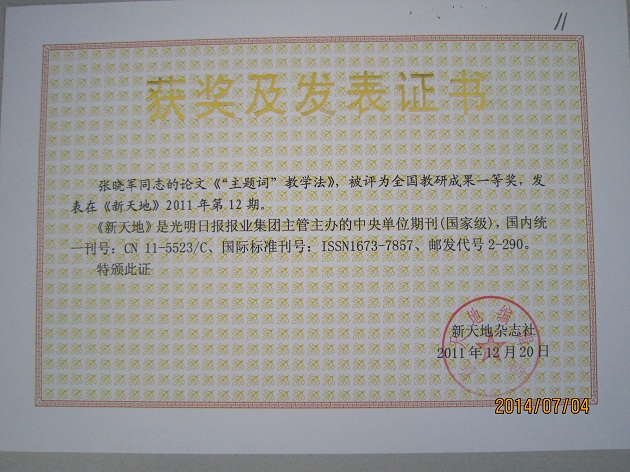 11
获奖及发表证书
张晓军同志的论文《“主题词”教学法》，被评为全国教研成果一等奖，发
表在《新天地》2011年第12期。
《新天地》是光明日报报业集团主管主办的中央单位期刊(国家级)，国内统
一刊号：CN 11-5523/C、国际标准刊号：ISSN1673-7857、邮发代号2-290。
特颁此证
新天地杂志社
2011年12月20日
2014/07/04